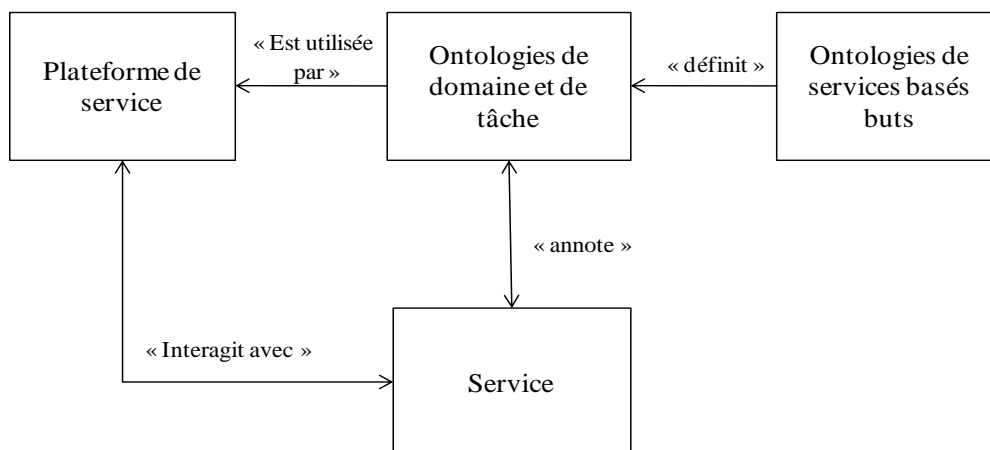 Plateforme de
service
« Est utilisée
par »
Ontologies de
domaine et de
tâche
« définit »
Ontologies de
services basés
buts
« annote »
« Interagit avec »
Service